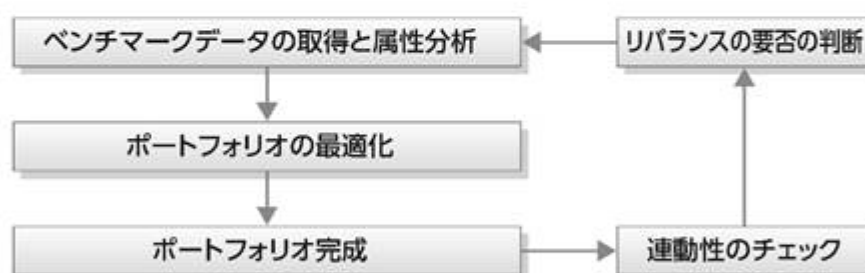 ベンチマークデータの取得と属性分析
リバランスの要否の判断
ポートフォリオの最適化
ポートフォリオ完成
連動性のチェック